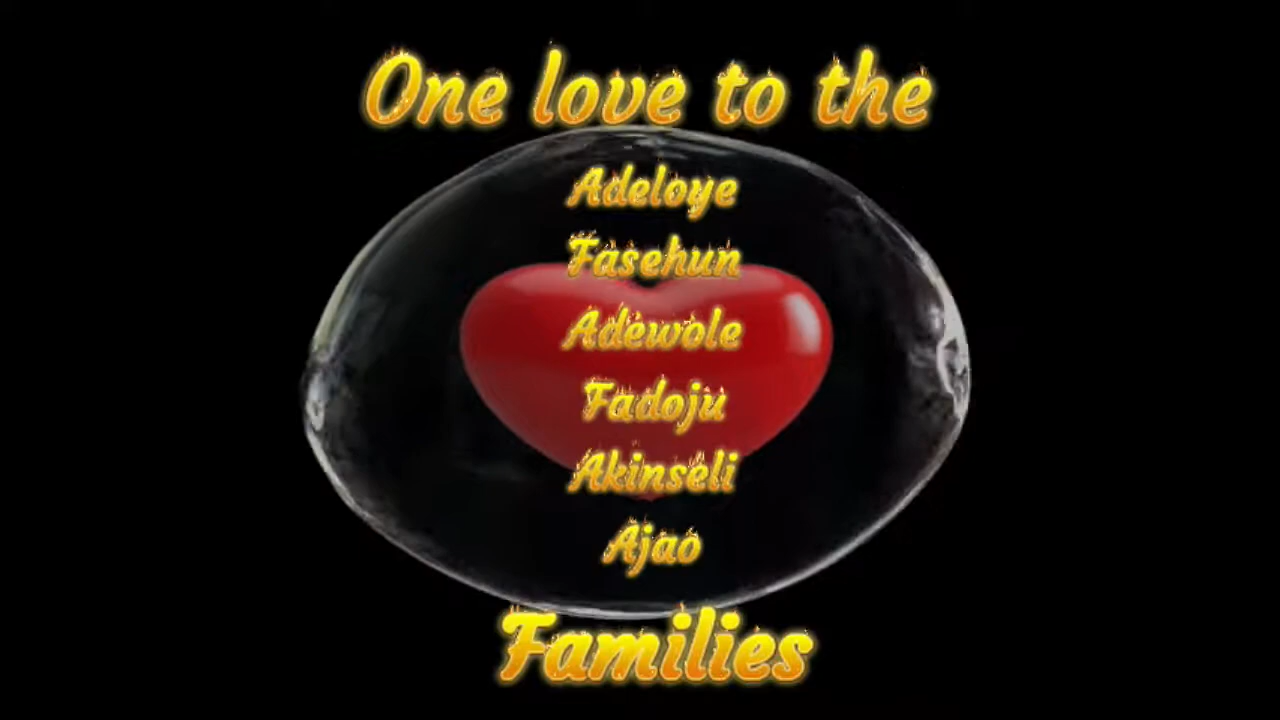 One love to the
Adeloye
Fasehun
Adewole
Fadoju
Akinseli
Ajao
Families